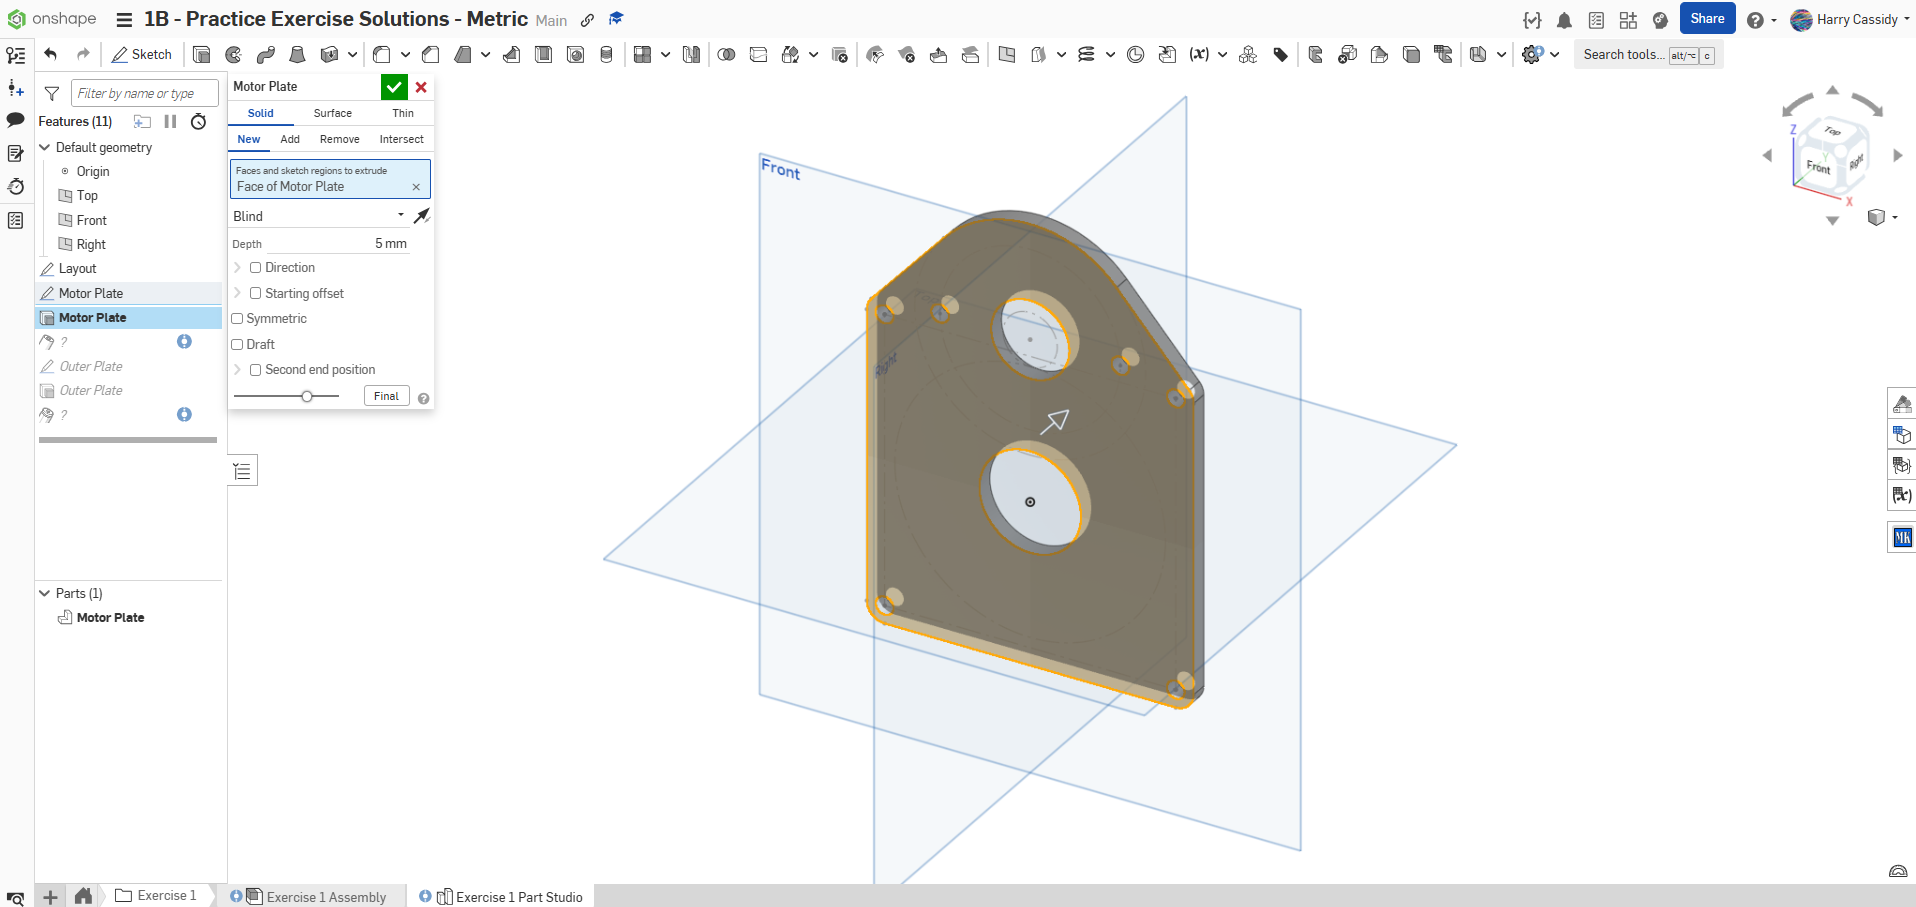 onshape
1B - Practice Exercise Solutions - Metric Main
Share
Harry Cassidy
Sketch
Search tools... alt/⌥ c
Filter by name or type
Features (11)
Default geometry
Origin
Top
Front
Right
Layout
Motor Plate
Motor Plate
?
Outer Plate
Outer Plate
?
Parts (1)
Motor Plate
Motor Plate
Solid Surface Thin
New Add Remove Intersect
Faces and sketch regions to extrude
Face of Motor Plate
Blind
Depth 5 mm
Direction
Starting offset
Symmetric
Draft
Second end position
Final
Front
Right
Z
Top
Front
Right
Y
X
(x)
MK
Exercise 1
Exercise 1 Assembly
Exercise 1 Part Studio